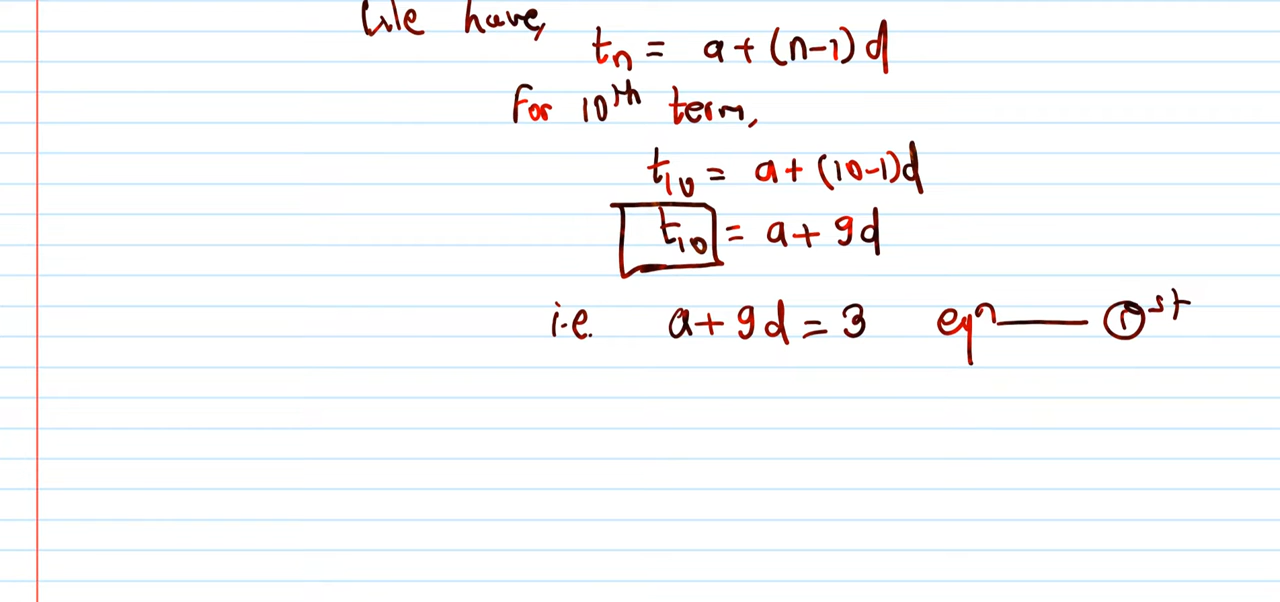 We have,
tn = a + (n-1) d
For 10th term,
t10 = a + (10-1)d
t10 = a + 9d
i.e. a + 9d = 3 eqn —— 1st